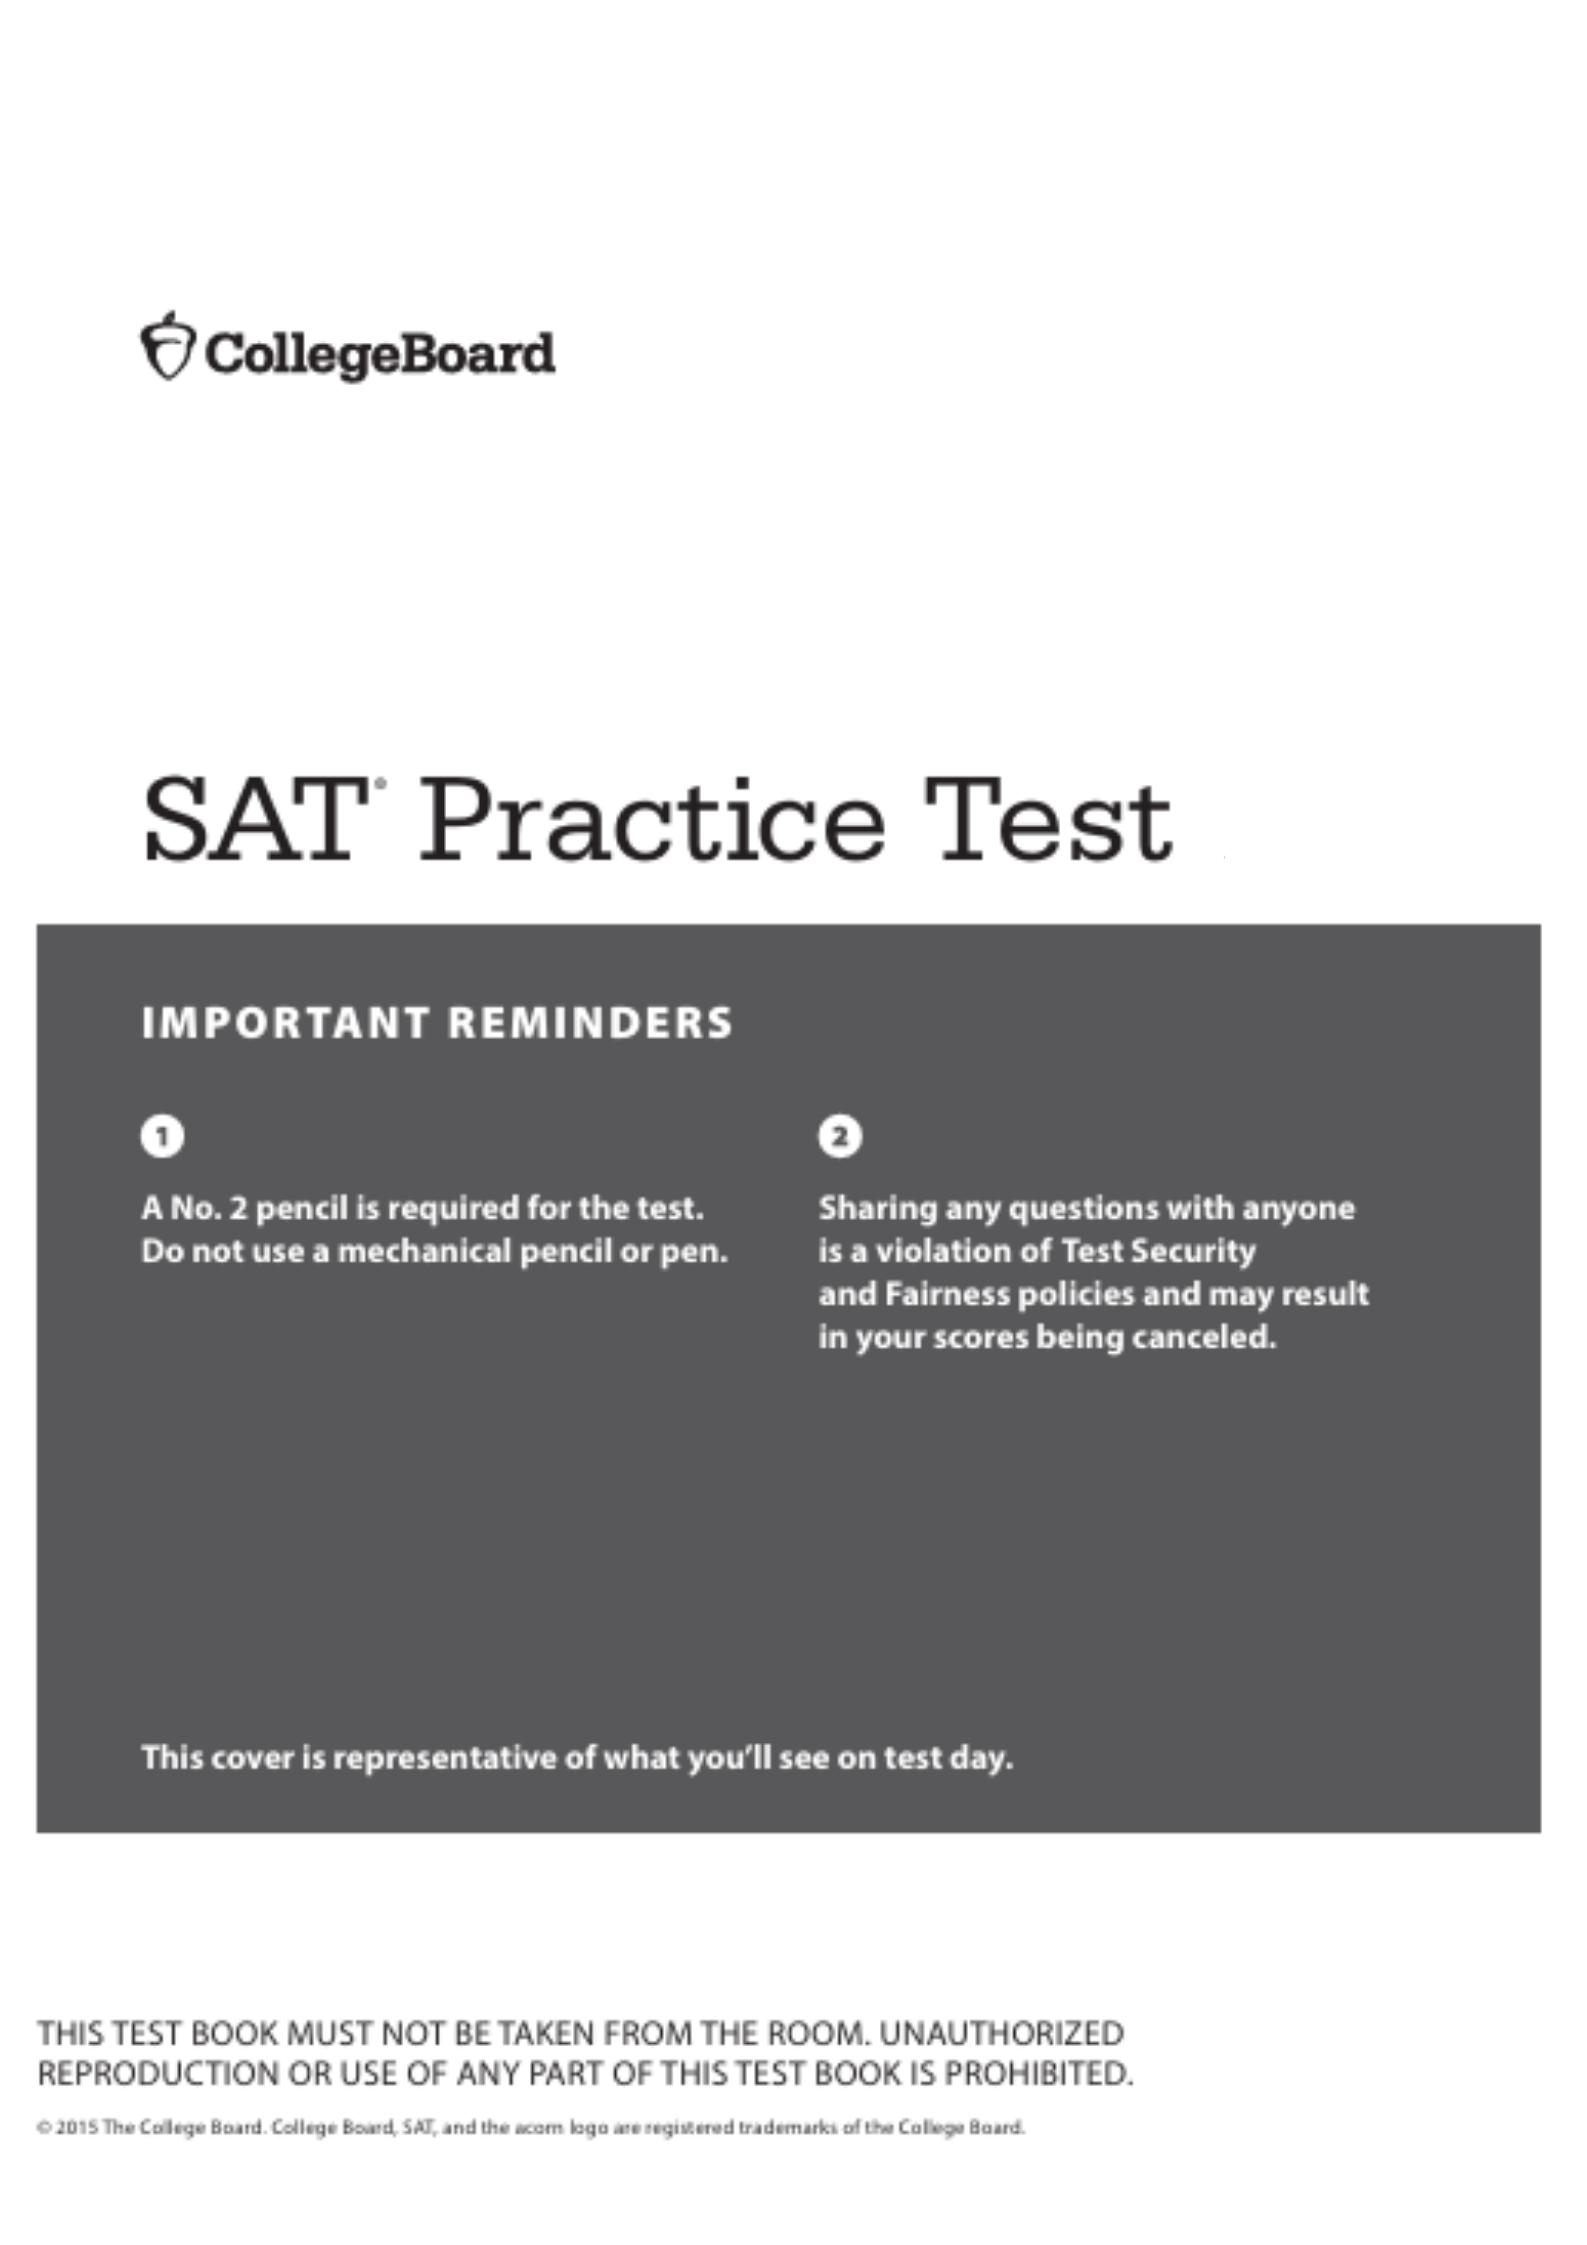 CollegeBoard
SAT® Practice Test
IMPORTANT REMINDERS
1
A No. 2 pencil is required for the test.
Do not use a mechanical pencil or pen.
2
Sharing any questions with anyone
is a violation of Test Security
and Fairness policies and may result
in your scores being canceled.
This cover is representative of what you’ll see on test day.
THIS TEST BOOK MUST NOT BE TAKEN FROM THE ROOM. UNAUTHORIZED
REPRODUCTION OR USE OF ANY PART OF THIS TEST BOOK IS PROHIBITED.
© 2015 The College Board. College Board, SAT, and the acorn logo are registered trademarks of the College Board.